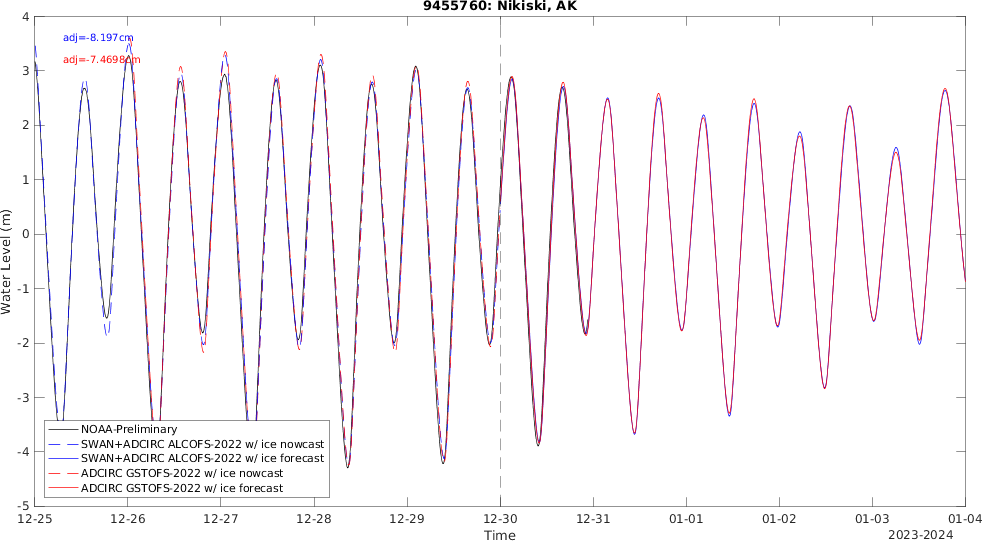 9455760: Nikiski, AK
adj=-8.197cm
adj=-7.4698cm
Water Level (m)
4
3
2
1
0
-1
-2
-3
-4
-5
NOAA-Preliminary
SWAN+ADCIRC ALCOFS-2022 w/ ice nowcast
SWAN+ADCIRC ALCOFS-2022 w/ ice forecast
ADCIRC GSTOFS-2022 w/ ice nowcast
ADCIRC GSTOFS-2022 w/ ice forecast
12-25 12-26 12-27 12-28 12-29 12-30 12-31 01-01 01-02 01-03 01-04
Time
2023-2024